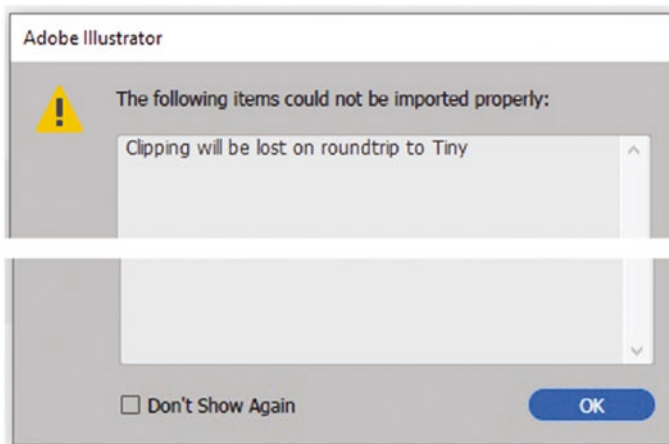 Adobe Illustrator
The following items could not be imported properly:
Clipping will be lost on roundtrip to Tiny
Don't Show Again
OK